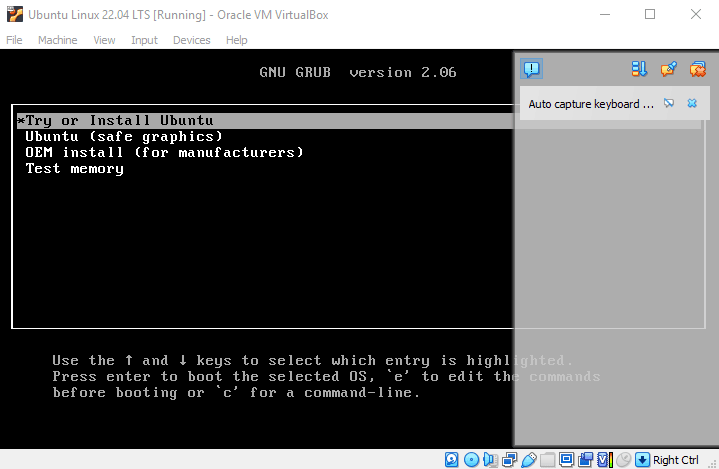 Ubuntu Linux 22.04 LTS [Running] - Oracle VM VirtualBox
File Machine View Input Devices Help
GNU GRUB version 2.06
Auto capture keyboard ...
*Try or Install Ubuntu
Ubuntu (safe graphics)
OEM install (for manufacturers)
Test memory
Use the ↑ and ↓ keys to select which entry is highlighted.
Press enter to boot the selected OS, `e' to edit the commands
before booting or `c' for a command-line.
Right Ctrl